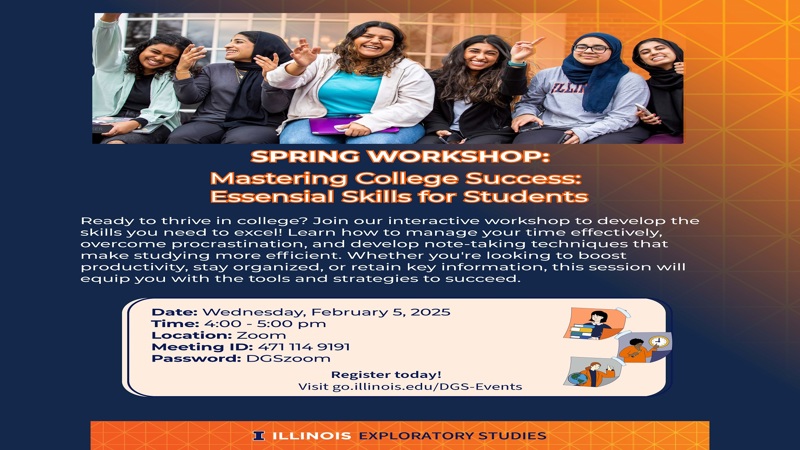 ILLINOIS
SPRING WORKSHOP:
Mastering College Success:
Essensial Skills for Students
Ready to thrive in college? Join our interactive workshop to develop the
skills you need to excel! Learn how to manage your time effectively,
overcome procrastination, and develop note-taking techniques that
make studying more efficient. Whether you're looking to boost
productivity, stay organized, or retain key information, this session will
equip you with the tools and strategies to succeed.
Date: Wednesday, February 5, 2025
Time: 4:00 - 5:00 pm
Location: Zoom
Meeting ID: 471 114 9191
Password: DGSzoom
Register today!
Visit go.illinois.edu/DGS-Events
I ILLINOIS EXPLORATORY STUDIES